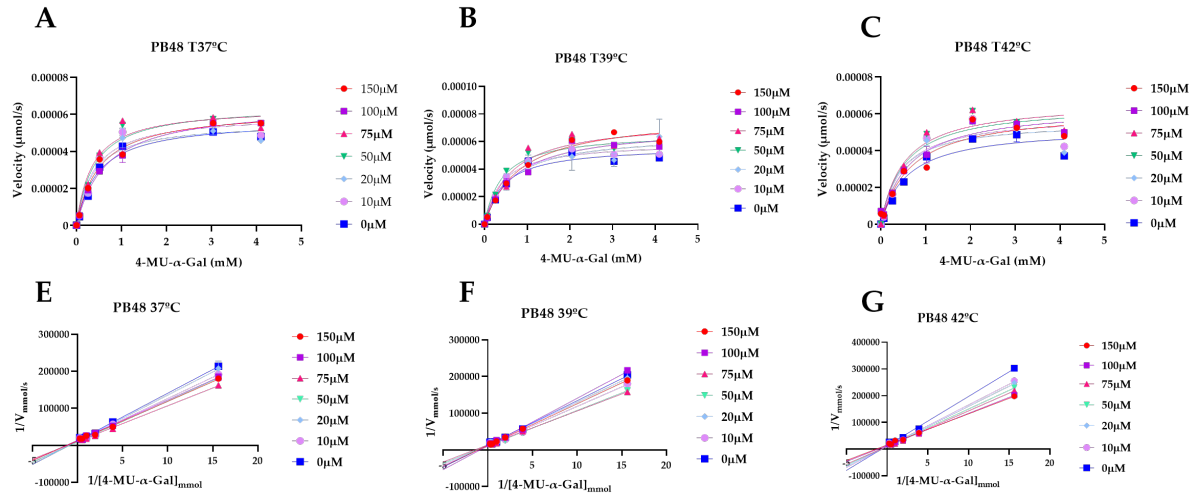 A
PB48 T37ºC
Velocity (µmol/s)
0.00008
0.00006
0.00004
0.00002
0
0 1 2 3 4 5
4-MU-α-Gal (mM)
150µM
100µM
75µM
50µM
20µM
10µM
0µM
B
PB48 T39ºC
Velocity (µmol/s)
0.00010
0.00008
0.00006
0.00004
0.00002
0
0 1 2 3 4 5
4-MU-α-Gal (mM)
150µM
100µM
75µM
50µM
20µM
10µM
0µM
C
PB48 T42ºC
Velocity (µmol/s)
0.00008
0.00006
0.00004
0.00002
0
0 1 2 3 4 5
4-MU-α-Gal (mM)
150µM
100µM
75µM
50µM
20µM
10µM
0µM
E
PB48 37ºC
1/Vmmol/s
300000
200000
100000
-100000
-5 5 10 15 20
1/[4-MU-α-Gal]mmol
150µM
100µM
75µM
50µM
20µM
10µM
0µM
F
PB48 39ºC
1/Vmmol/s
300000
200000
100000
-100000
-5 5 10 15 20
1/[4-MU-α-Gal]mmol
150µM
100µM
75µM
50µM
20µM
10µM
0µM
G
PB48 42ºC
1/Vmmol/s
400000
300000
200000
100000
-100000
-5 5 10 15 20
1/[4-MU-α-Gal]mmol
150µM
100µM
75µM
50µM
20µM
10µM
0µM